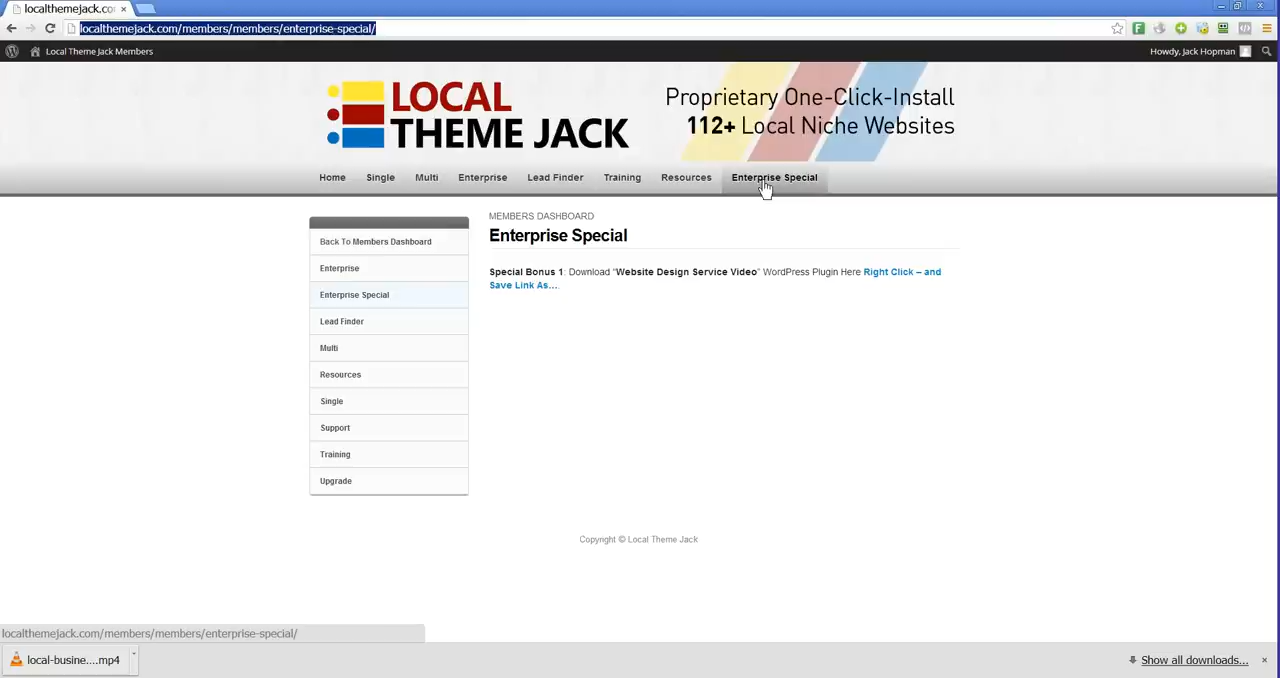 localthemejack.com/
localthemejack.com/members/members/enterprise-special/
Local Theme Jack Members
Howdy, Jack Hopman
LOCAL
THEME JACK
Proprietary One-Click-Install
112+ Local Niche Websites
Home Single Multi Enterprise Lead Finder Training Resources Enterprise Special
Back To Members Dashboard
Enterprise
Enterprise Special
Lead Finder
Multi
Resources
Single
Support
Training
Upgrade
MEMBERS DASHBOARD
Enterprise Special
Special Bonus 1: Download "Website Design Service Video" WordPress Plugin Here Right Click – and
Save Link As….
Copyright © Local Theme Jack
localthemejack.com/members/members/enterprise-special/
local-busine....mp4
Show all downloads...